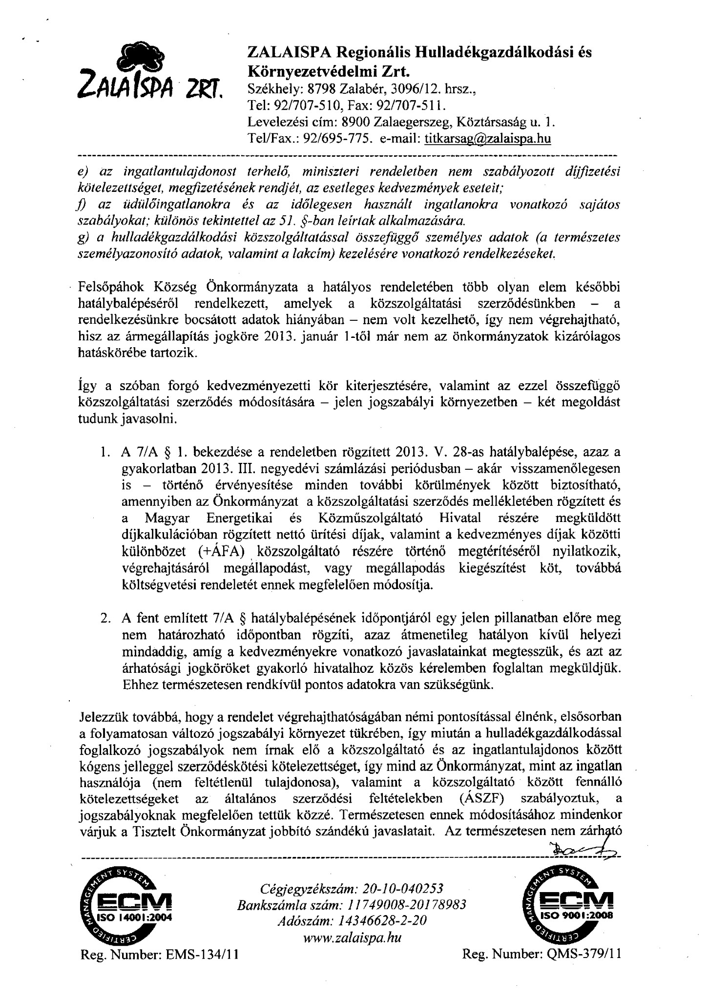 ZALAISPA ZRT.
ZALAISPA Regionális Hulladékgazdálkodási és
Környezetvédelmi Zrt.
Székhely: 8798 Zalabér, 3096/12. hrsz.,
Tel: 92/707-510, Fax: 92/707-511.
Levelezési cím: 8900 Zalaegerszeg, Köztársaság u. 1.
Tel/Fax.: 92/695-775. e-mail: titkarsag@zalaispa.hu
e) az ingatlantulajdonost terhelő, miniszteri rendeletben nem szabályozott díjfizetési
kötelezettséget, megfizetésének rendjét, az esetleges kedvezmények eseteit;
f) az üdülőingatlanokra és az időlegesen használt ingatlanokra vonatkozó sajátos
szabályokat; különös tekintettel az 51. §-ban leírtak alkalmazására.
g) a hulladékgazdálkodási közszolgáltatással összefüggő személyes adatok (a természetes
személyazonosító adatok, valamint a lakcím) kezelésére vonatkozó rendelkezéseket.
Felsőpáhok Község Önkormányzata a hatályos rendeletében több olyan elem későbbi
hatálybalépéséről rendelkezett, amelyek a közszolgáltatási szerződésünkben – a
rendelkezésünkre bocsátott adatok hiányában – nem volt kezelhető, így nem végrehajtható,
hisz az ármegállapítás jogköre 2013. január 1-től már nem az önkormányzatok kizárólagos
hatáskörébe tartozik.
Így a szóban forgó kedvezményezetti kör kiterjesztésére, valamint az ezzel összefüggő
közszolgáltatási szerződés módosítására – jelen jogszabályi környezetben – két megoldást
tudunk javasolni.
1. A 7/A § 1. bekezdése a rendeletben rögzített 2013. V. 28-as hatálybalépése, azaz a
gyakorlatban 2013. III. negyedévi számlázási periódusban – akár visszamenőlegesen
is – történő érvényesítése minden további körülmények között biztosítható,
amennyiben az Önkormányzat a közszolgáltatási szerződés mellékletében rögzített és
a Magyar Energetikai és Közműszolgáltató Hivatal részére megküldött
díjkalkulációban rögzített nettó ürítési díjak, valamint a kedvezményes díjak közötti
különbözet (+ÁFA) közszolgáltató részére történő megtérítéséről nyilatkozik,
végrehajtásáról megállapodást, vagy megállapodás kiegészítést köt, továbbá
költségvetési rendeletét ennek megfelelően módosítja.
2. A fent említett 7/A § hatálybalépésének időpontjáról egy jelen pillanatban előre meg
nem határozható időpontban rögzíti, azaz átmenetileg hatályon kívül helyezi
mindaddig, amíg a kedvezményekre vonatkozó javaslatainkat megtesszük, és azt az
árhatósági jogköröket gyakorló hivatalhoz közös kérelemben foglaltan megküldjük.
Ehhez természetesen rendkívül pontos adatokra van szükségünk.
Jelezzük továbbá, hogy a rendelet végrehajthatóságában némi pontosítással élnénk, elsősorban
a folyamatosan változó jogszabályi környezet tükrében, így miután a hulladékgazdálkodással
foglalkozó jogszabályok nem írnak elő a közszolgáltató és az ingatlantulajdonos között
kógens jelleggel szerződéskötési kötelezettséget, így mind az Önkormányzat, mint az ingatlan
használója (nem feltétlenül tulajdonosa), valamint a közszolgáltató között fennálló
kötelezettségeket az általános szerződési feltételekben (ÁSZF) szabályoztuk, a
jogszabályoknak megfelelően tettük közzé. Természetesen ennek módosításához mindenkor
várjuk a Tisztelt Önkormányzat jobbító szándékú javaslatait. Az természetesen nem zárható
CERTIFIED MANAGEMENT SYSTEM
ECM
ISO 14001:2004
Reg. Number: EMS-134/11
Cégjegyzékszám: 20-10-040253
Bankszámla szám: 11749008-20178983
Adószám: 14346628-2-20
www.zalaispa.hu
CERTIFIED MANAGEMENT SYSTEM
ECM
ISO 9001:2008
Reg. Number: QMS-379/11